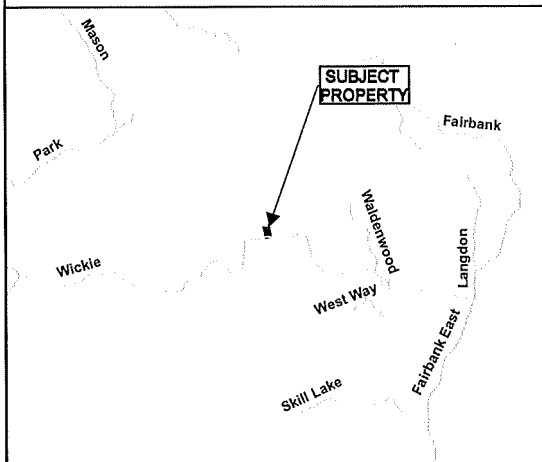 Mason
SUBJECT
PROPERTY
Fairbank
Park
Waldenwood
Langdon
Wickie
West Way
Fairbank East
Skill Lake